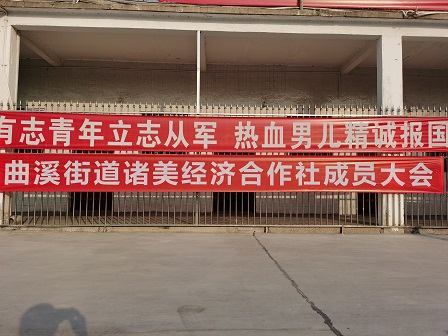 有志青年立志从军 热血男儿精诚报国
曲溪街道诸美经济合作社成员大会